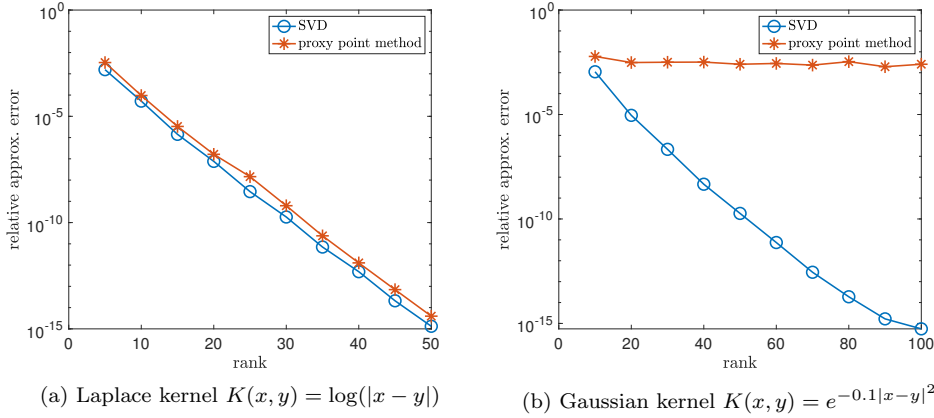 10^0
10^-5
10^-10
10^-15
relative approx. error
SVD
proxy point method
0 10 20 30 40 50
rank
(a) Laplace kernel K(x, y) = log(|x − y|)
10^0
10^-5
10^-10
10^-15
relative approx. error
SVD
proxy point method
0 20 40 60 80 100
rank
(b) Gaussian kernel K(x, y) = e^{−0.1|x−y|^2}